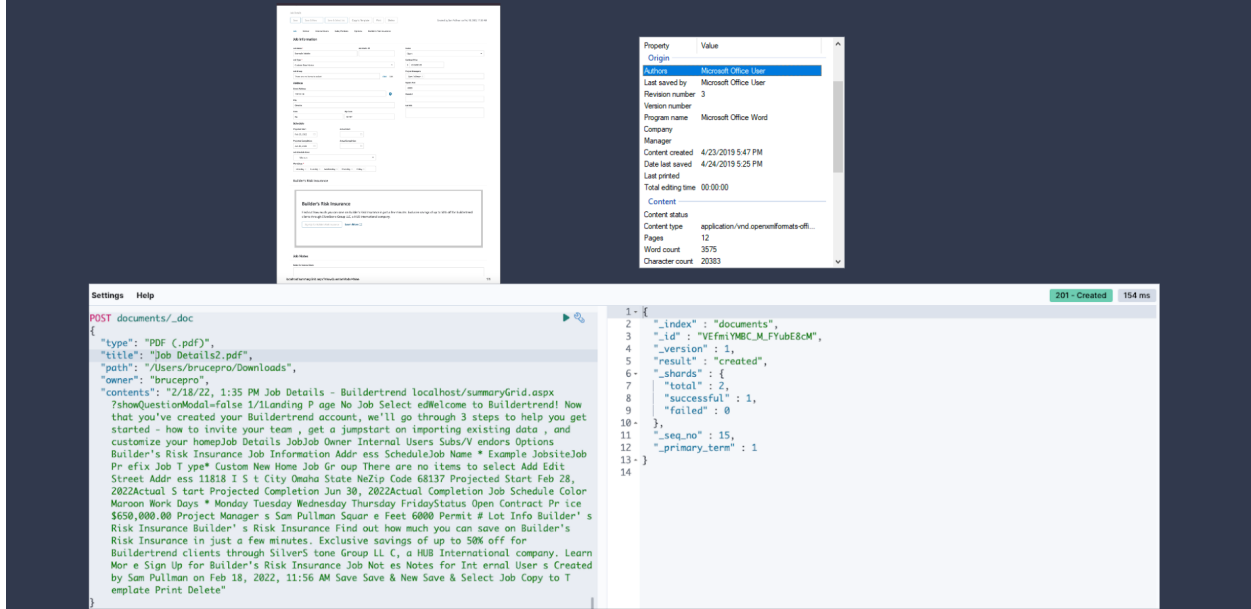 Job Information
Builder's Risk Insurance
Builder's Risk Insurance
Job Notes
Property Value
Origin
Authors Microsoft Office User
Last saved by Microsoft Office User
Revision number 3
Version number
Program name Microsoft Office Word
Company
Manager
Content created 4/23/2019 5:47 PM
Date last saved 4/24/2019 5:25 PM
Last printed
Total editing time 00:00:00
Content
Content status
Content type application/vnd.openxmlformats-offi...
Pages 12
Word count 3575
Character count 20383
Settings Help
201 - Created 154 ms
POST documents/_doc
{
"type": "PDF (.pdf)",
"title": "Job Details2.pdf",
"path": "/Users/brucepro/Downloads",
"owner": "brucepro",
"contents": "2/18/22, 1:35 PM Job Details - Buildertrend localhost/summaryGrid.aspx
?showQuestionModal=false 1/1Landing P age No Job Select edWelcome to Buildertrend! Now
that you've created your Buildertrend account, we'll go through 3 steps to help you get
started - how to invite your team , get a jumpstart on importing existing data , and
customize your homepJob Details JobJob Owner Internal Users Subs/V endors Options
Builder's Risk Insurance Job Information Addr ess ScheduleJob Name * Example JobsiteJob
Pr efix Job T ype* Custom New Home Job Gr oup There are no items to select Add Edit
Street Addr ess 11818 I S t City Omaha State NeZip Code 68137 Projected Start Feb 28,
2022Actual S tart Projected Completion Jun 30, 2022Actual Completion Job Schedule Color
Maroon Work Days * Monday Tuesday Wednesday Thursday FridayStatus Open Contract Pr ice
$650,000.00 Project Manager s Sam Pullman Squar e Feet 6000 Permit # Lot Info Builder' s
Risk Insurance Builder' s Risk Insurance Find out how much you can save on Builder's
Risk Insurance in just a few minutes. Exclusive savings of up to 50% off for
Buildertrend clients through SilverS tone Group LL C, a HUB International company. Learn
Mor e Sign Up for Builder's Risk Insurance Job Not es Notes for Int ernal User s Created
by Sam Pullman on Feb 18, 2022, 11:56 AM Save Save & New Save & Select Job Copy to T
emplate Print Delete"
}
1 {
2 "_index" : "documents",
3 "_id" : "VEfmiYMBC_M_FYubE8cM",
4 "_version" : 1,
5 "result" : "created",
6 "_shards" : {
7 "total" : 2,
8 "successful" : 1,
9 "failed" : 0
10 },
11 "_seq_no" : 15,
12 "_primary_term" : 1
13 }
14